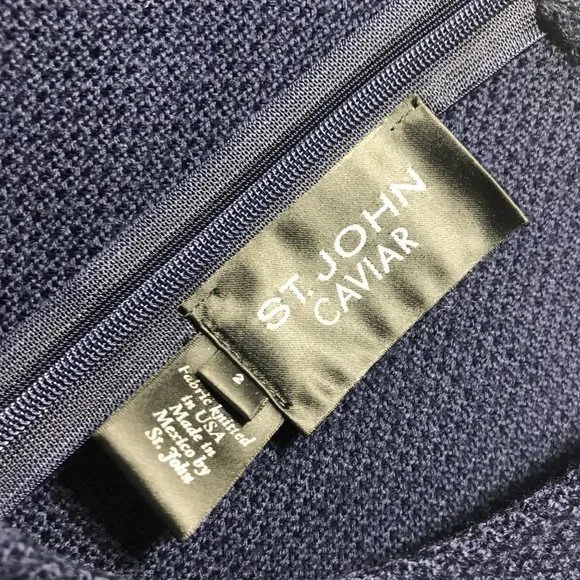 ST. JOHN
CAVIAR
2
Fabric knitted
in USA
Made in
Mexico by
St. John